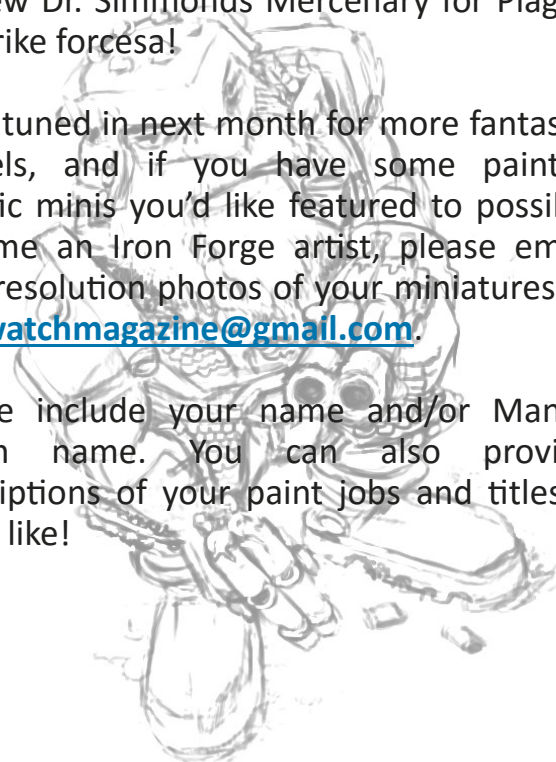 ew Dr. Simmonds Mercenary for Plag
rike forcesa!
tuned in next month for more fantas
els, and if you have some paint
ic minis you’d like featured to possil
me an Iron Forge artist, please em
resolution photos of your miniatures
vatchmagazine@gmail.com.
e include your name and/or Man
n name. You can also provi
iptions of your paint jobs and titles
like!